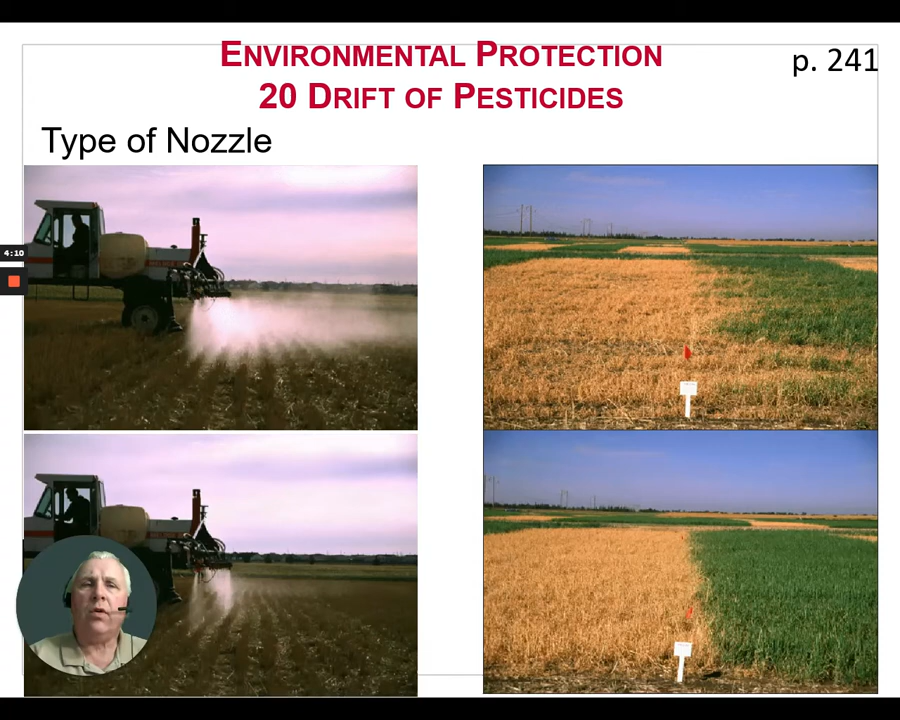 ENVIRONMENTAL PROTECTION
20 DRIFT OF PESTICIDES
p. 241
Type of Nozzle
4:10